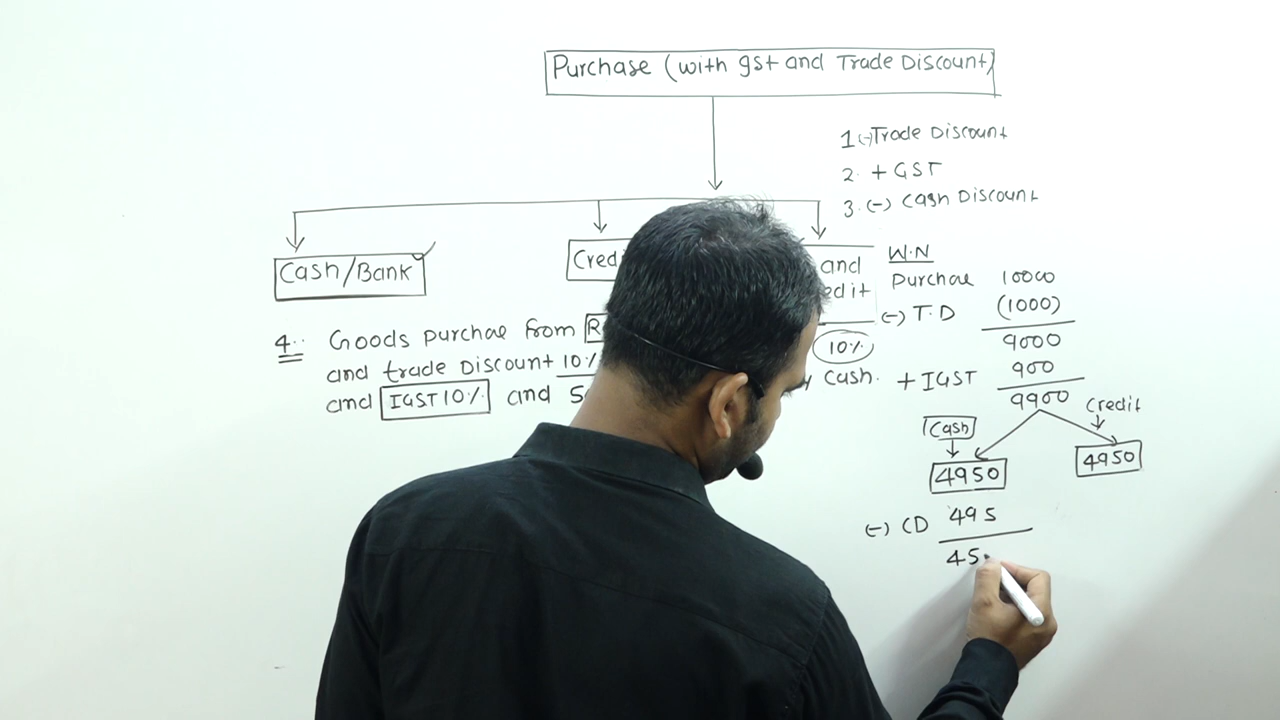 Purchase (with gst and Trade Discount)
1 (-) Trade Discount
2. + GST
3. (-) Cash Discount
Cash/Bank
and
W.N
Purchae 10000
(-) T.D (1000)
9000
+ IGST 900
9900
Cash
Credit
4950
4950
(-) CD 495
45
4.. Goods purchae from
and trade Discount 10% 10%
and IGST 10% and cash.